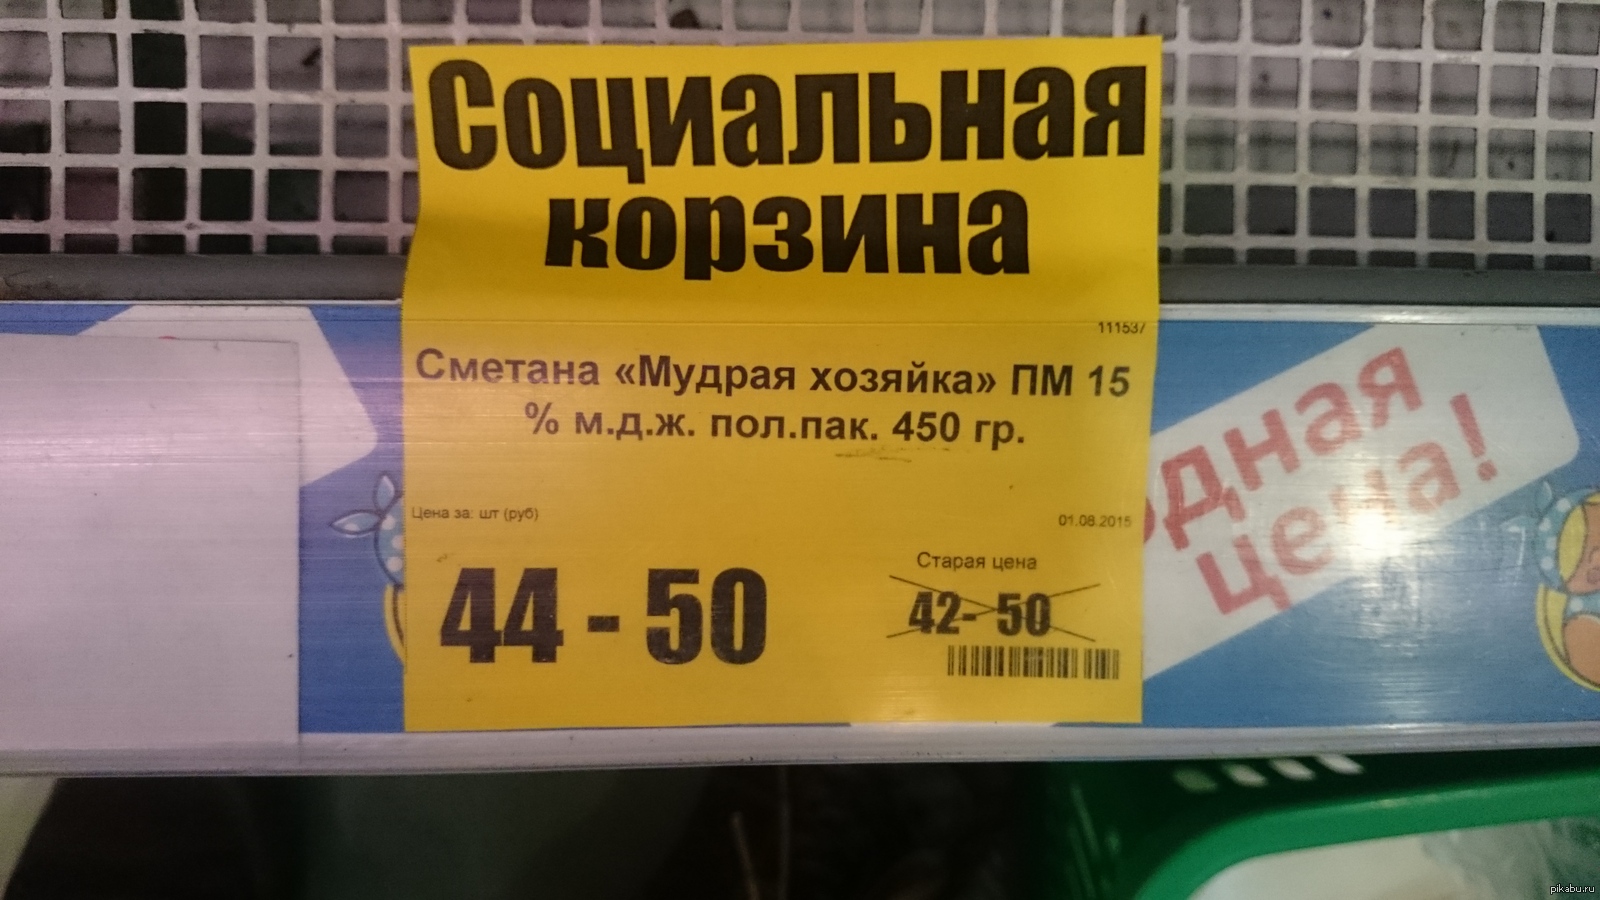 Социальная
корзина
111537
Сметана «Мудрая хозяйка» ПМ 15
% м.д.ж. пол.пак. 450 гр.
Цена за: шт (руб)
01.08.2015
Старая цена
44 - 50
42- 50
цена!
pikabu.ru